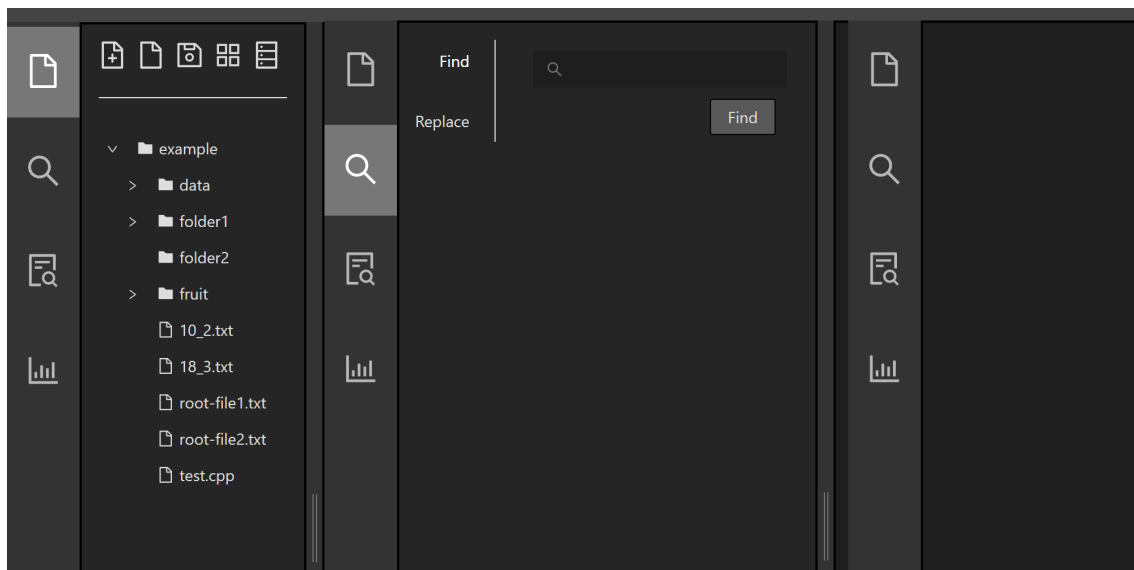 example
data
folder1
folder2
fruit
10_2.txt
18_3.txt
root-file1.txt
root-file2.txt
test.cpp
Find
Replace
Find